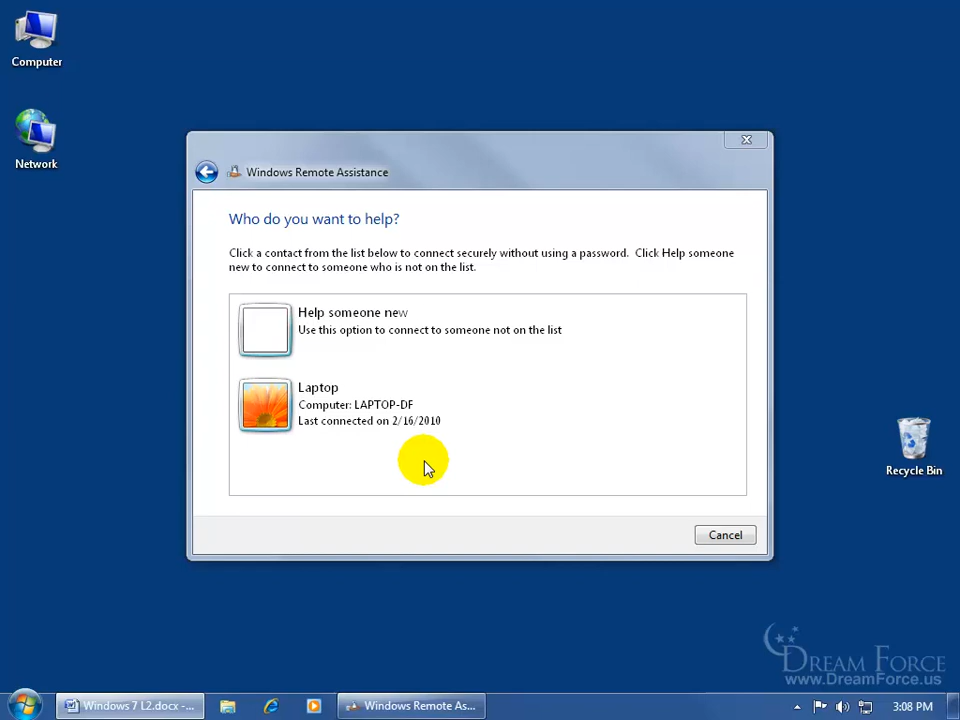 Computer
Network
Windows Remote Assistance
Who do you want to help?
Click a contact from the list below to connect securely without using a password. Click Help someone
new to connect to someone who is not on the list.
Help someone new
Use this option to connect to someone not on the list
Laptop
Computer: LAPTOP-DF
Last connected on 2/16/2010
Cancel
Recycle Bin
DREAM FORCE
www.DreamForce.us
Windows 7 L2.docx -...
Windows Remote As...
3:08 PM